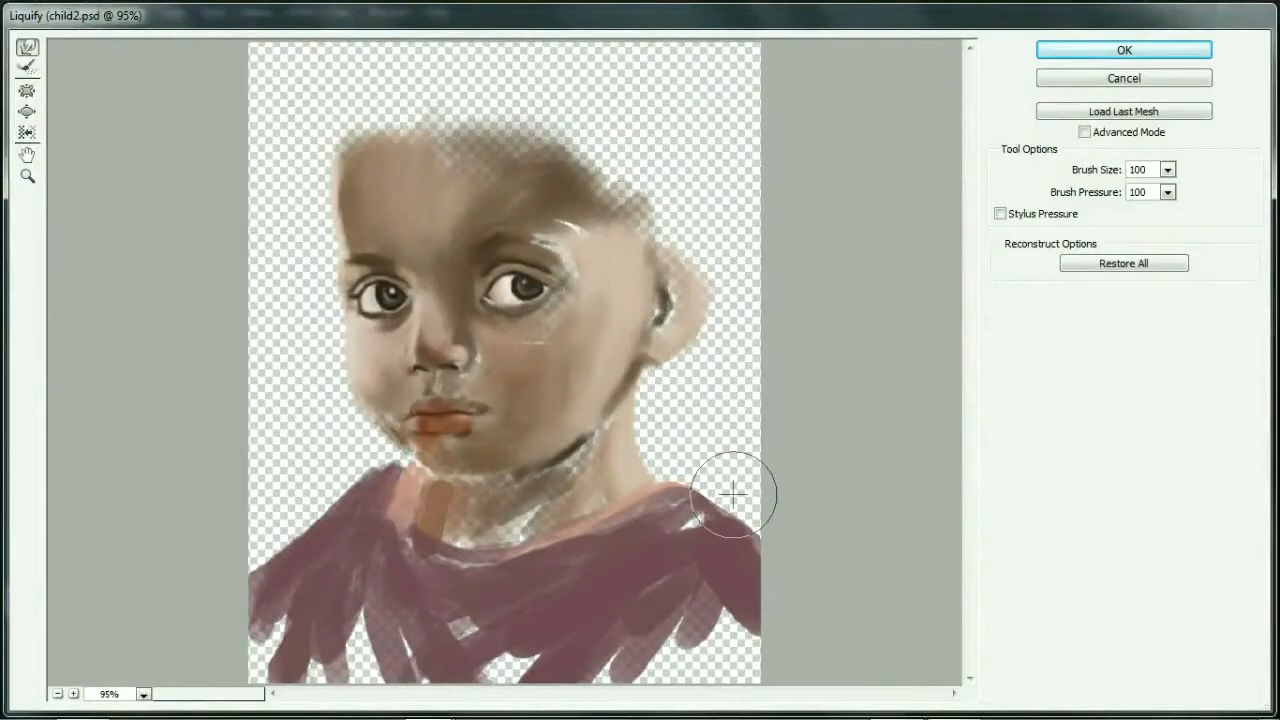 Liquify (child2.psd @ 95%)
OK
Cancel
Load Last Mesh
Advanced Mode
Tool Options
Brush Size: 100
Brush Pressure: 100
Stylus Pressure
Reconstruct Options
Restore All
95%